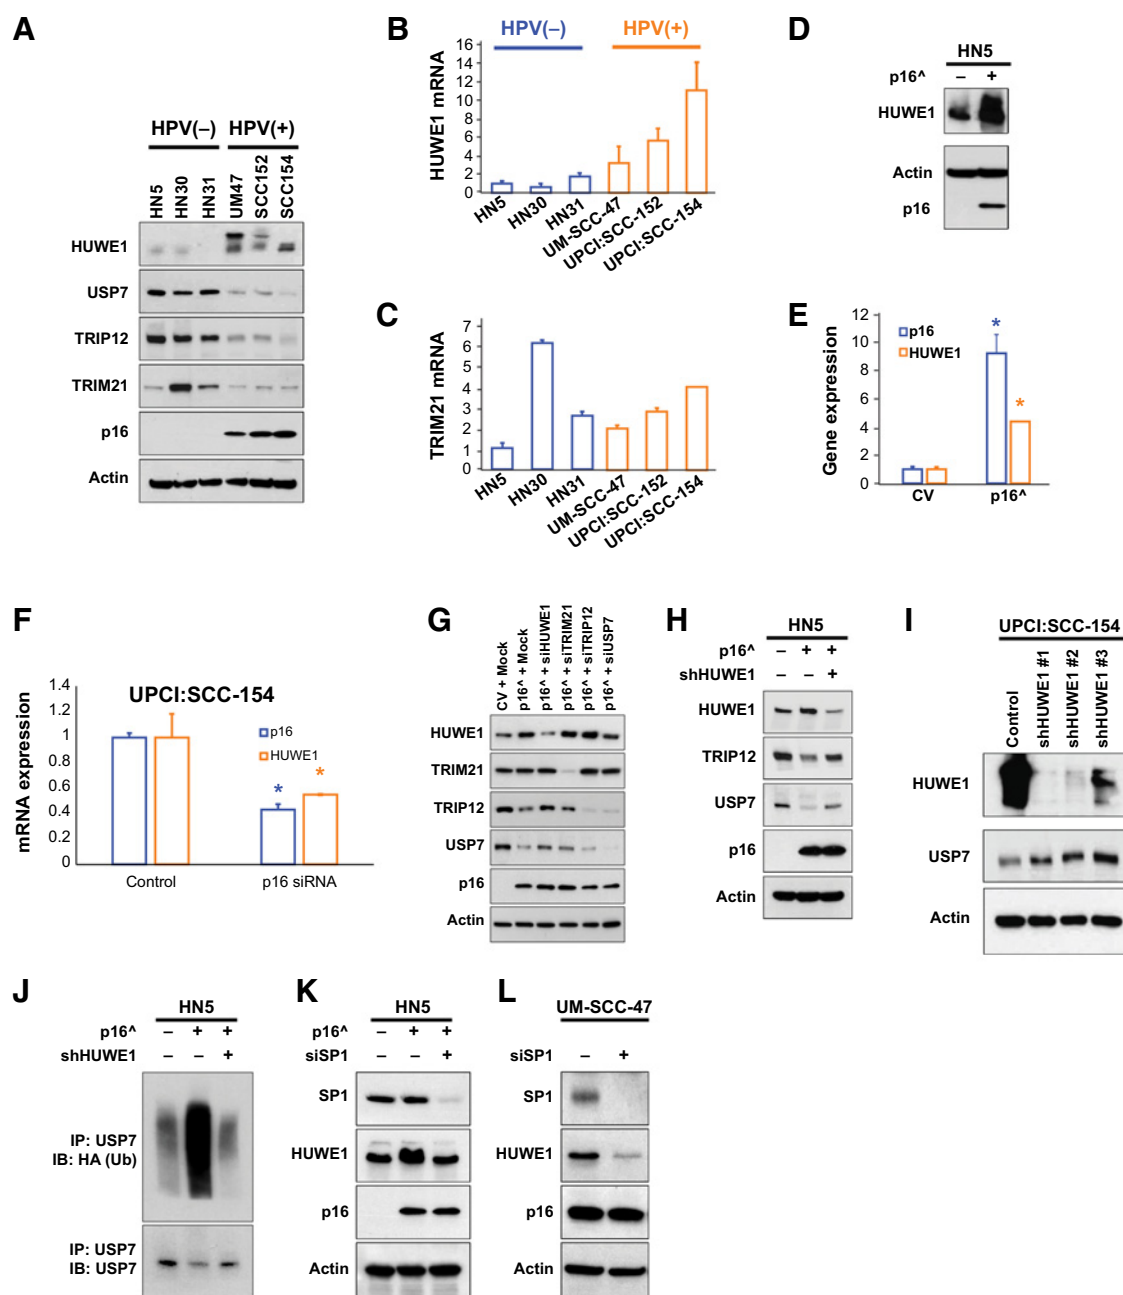 A
HPV(–) HPV(+)
HN5
HN30
HN31
UM47
SCC152
SCC154
HUWE1
USP7
TRIP12
TRIM21
p16
Actin
B
HPV(–) HPV(+)
HUWE1 mRNA
16
14
12
10
8
6
4
2
0
HN5
HN30
HN31
UM-SCC-47
UPCI:SCC-152
UPCI:SCC-154
C
TRIM21 mRNA
7
6
5
4
3
2
1
0
HN5
HN30
HN31
UM-SCC-47
UPCI:SCC-152
UPCI:SCC-154
D
HN5
p16^ – +
HUWE1
Actin
p16
E
Gene expression
12
10
8
6
4
2
0
p16
HUWE1
*
*
CV p16^
F
mRNA expression
1.4
1.2
1
0.8
0.6
0.4
0.2
0
UPCI:SCC-154
p16
HUWE1
*
*
Control p16 siRNA
G
CV + Mock
p16^ + Mock
p16^ + siHUWE1
p16^ + siTRIM21
p16^ + siTRIP12
p16^ + siUSP7
HUWE1
TRIM21
TRIP12
USP7
p16
Actin
H
HN5
p16^ – + +
shHUWE1 – – +
HUWE1
TRIP12
USP7
p16
Actin
I
UPCI:SCC-154
Control
shHUWE1 #1
shHUWE1 #2
shHUWE1 #3
HUWE1
USP7
Actin
J
HN5
p16^ – + +
shHUWE1 – – +
IP: USP7
IB: HA (Ub)
IP: USP7
IB: USP7
K
HN5
p16^ – + +
siSP1 – – +
SP1
HUWE1
p16
Actin
L
UM-SCC-47
siSP1 – +
SP1
HUWE1
p16
Actin